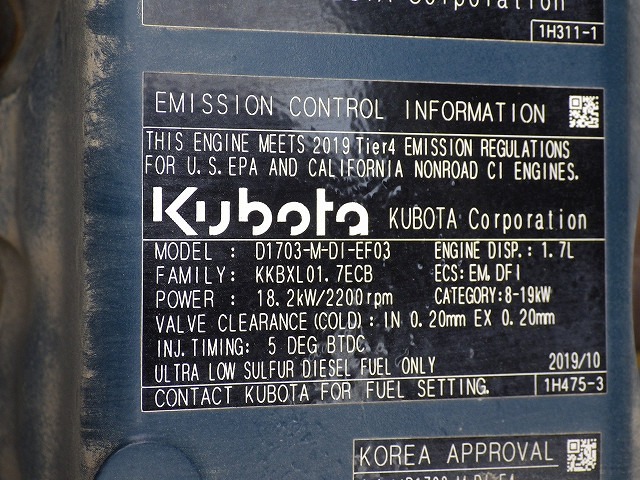 Corporation
1H311-1
EMISSION CONTROL INFORMATION
THIS ENGINE MEETS 2019 Tier4 EMISSION REGULATIONS
FOR U.S.EPA AND CALIFORNIA NONROAD CI ENGINES.
Kubota KUBOTA Corporation
MODEL : D1703-M-DI-EF03 ENGINE DISP.: 1.7L
FAMILY: KKBXL01.7ECB ECS: EM,DFI
POWER : 18.2kW/2200rpm CATEGORY:8-19kW
VALVE CLEARANCE(COLD): IN 0.20mm EX 0.20mm
INJ.TIMING: 5 DEG BTDC
ULTRA LOW SULFUR DIESEL FUEL ONLY 2019/10
CONTACT KUBOTA FOR FUEL SETTING. 1H475-3
KOREA APPROVAL